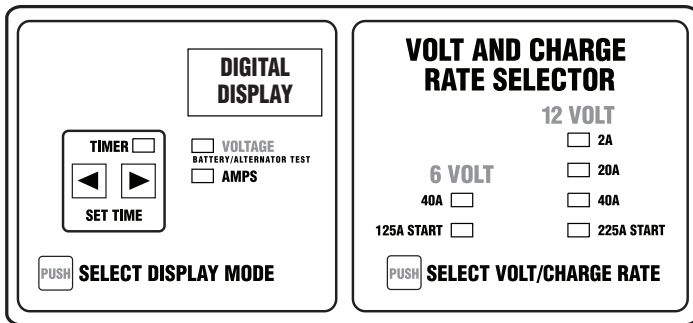 DIGITAL
DISPLAY
TIMER
VOLTAGE
BATTERY/ALTERNATOR TEST
AMPS
SET TIME
PUSH SELECT DISPLAY MODE
VOLT AND CHARGE
RATE SELECTOR
12 VOLT
2A
6 VOLT
20A
40A
40A
125A START
225A START
PUSH SELECT VOLT/CHARGE RATE